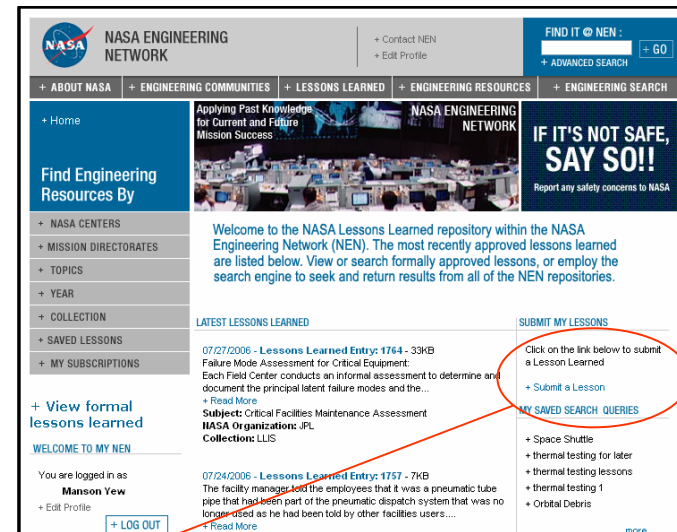 NASA
NASA ENGINEERING
NETWORK
+ Contact NEN
+ Edit Profile
FIND IT @ NEN :
+ GO
+ ADVANCED SEARCH
+ ABOUT NASA
+ ENGINEERING COMMUNITIES
+ LESSONS LEARNED
+ ENGINEERING RESOURCES
+ ENGINEERING SEARCH
+ Home
Find Engineering
Resources By
+ NASA CENTERS
+ MISSION DIRECTORATES
+ TOPICS
+ YEAR
+ COLLECTION
+ SAVED LESSONS
+ MY SUBSCRIPTIONS
+ View formal
lessons learned
WELCOME TO MY NEN
You are logged in as
Manson Yew
+ Edit Profile
+ LOG OUT
Applying Past Knowledge
for Current and Future
Mission Success
NASA ENGINEERING
NETWORK
IF IT'S NOT SAFE,
SAY SO!!
Report any safety concerns to NASA
Welcome to the NASA Lessons Learned repository within the NASA
Engineering Network (NEN). The most recently approved lessons learned
are listed below. View or search formally approved lessons, or employ the
search engine to seek and return results from all of the NEN repositories.
LATEST LESSONS LEARNED
07/27/2006 - Lessons Learned Entry: 1764 - 33KB
Failure Mode Assessment for Critical Equipment:
Each Field Center conducts an informal assessment to determine and
document the principal latent failure modes and the...
+ Read More
Subject: Critical Facilities Maintenance Assessment
NASA Organization: JPL
Collection: LLIS
07/24/2006 - Lessons Learned Entry: 1757 - 7KB
The facility manager told the employees that it was a pneumatic tube
pipe that had been part of the pneumatic dispatch system that was no
longer used as he had been told by other facilities users....
+ Read More
SUBMIT MY LESSONS
Click on the link below to submit
a Lesson Learned
+ Submit a Lesson
MY SAVED SEARCH QUERIES
+ Space Shuttle
+ thermal testing for later
+ thermal testing lessons
+ thermal testing 1
+ Orbital Debris
more